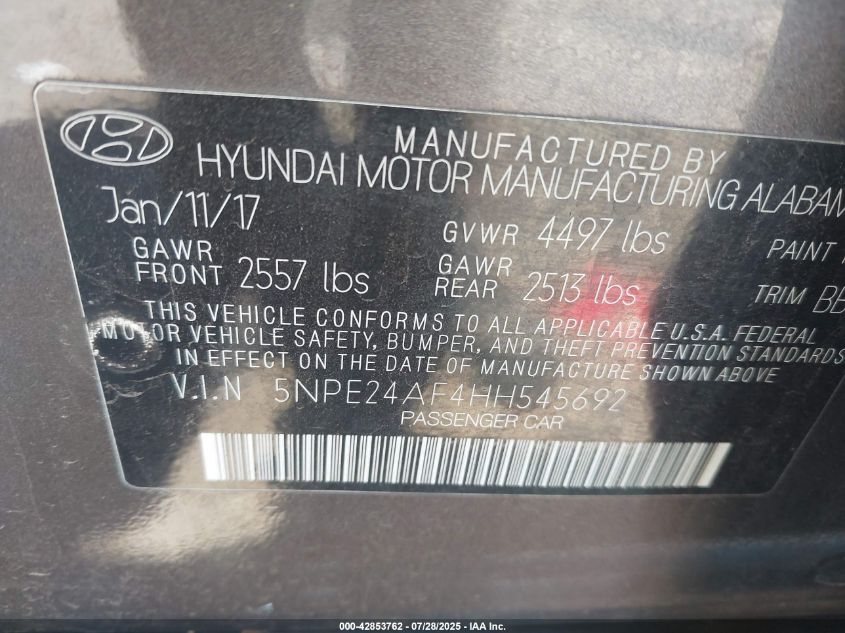 MANUFACTURED BY
HYUNDAI MOTOR MANUFACTURING ALABAM
Jan/11/17
GVWR 4497 lbs
PAINT
GAWR FRONT 2557 lbs
GAWR REAR 2513 lbs
TRIM BE
THIS VEHICLE CONFORMS TO ALL APPLICABLE U.S.A. FEDERAL
MOTOR VEHICLE SAFETY, BUMPER, AND THEFT PREVENTION STANDARDS
IN EFFECT ON THE DATE OF MANUFACTURE SHOWN ABOVE
V.I.N 5NPE24AF4HH545692
PASSENGER CAR
000-42853762 - 07/28/2025 - IAA Inc.